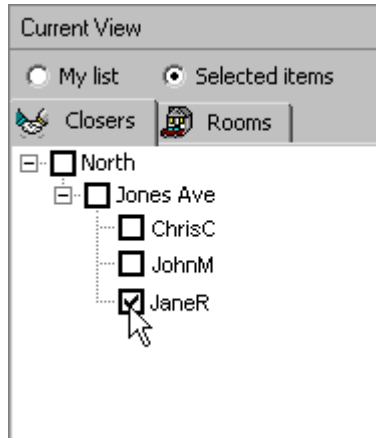 Current View
My list Selected items
Closers Rooms
North
Jones Ave
ChrisC
JohnM
JaneR